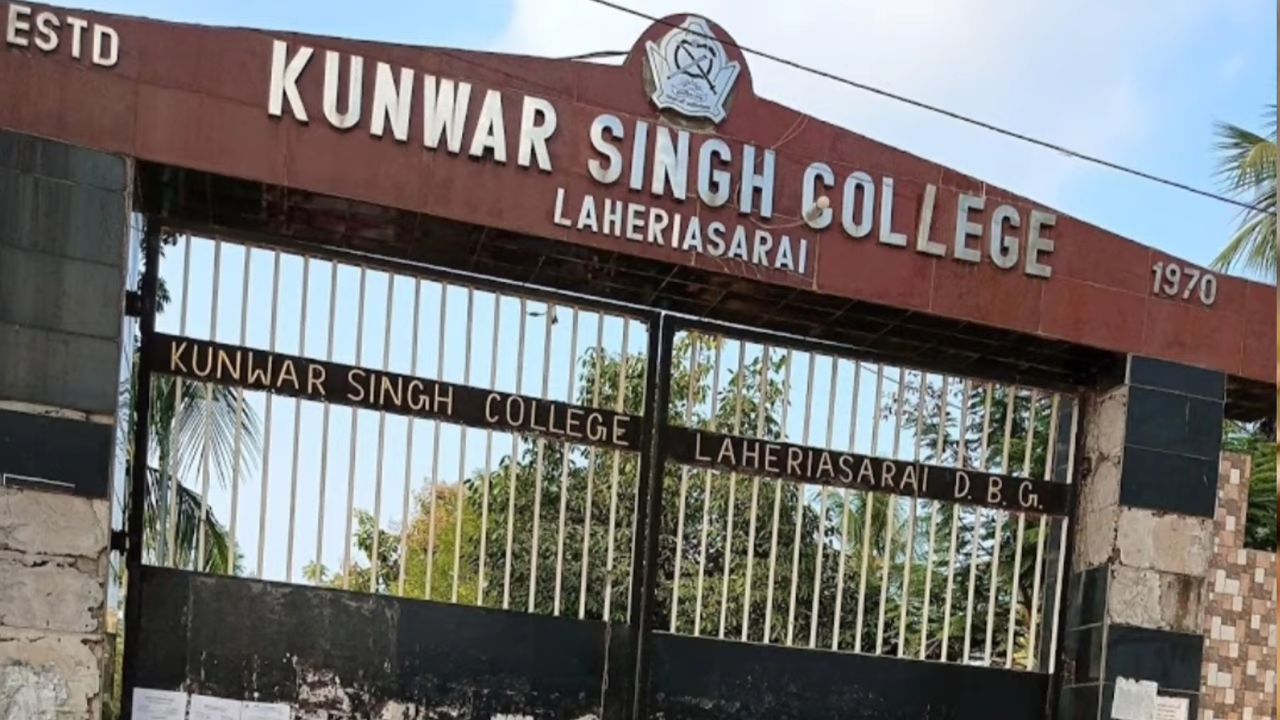 ESTD
KUNWAR SINGH COLLEGE
LAHERIASARAI
1970
KUNWAR SINGH COLLEGE
LAHERIASARAI D.B.G.